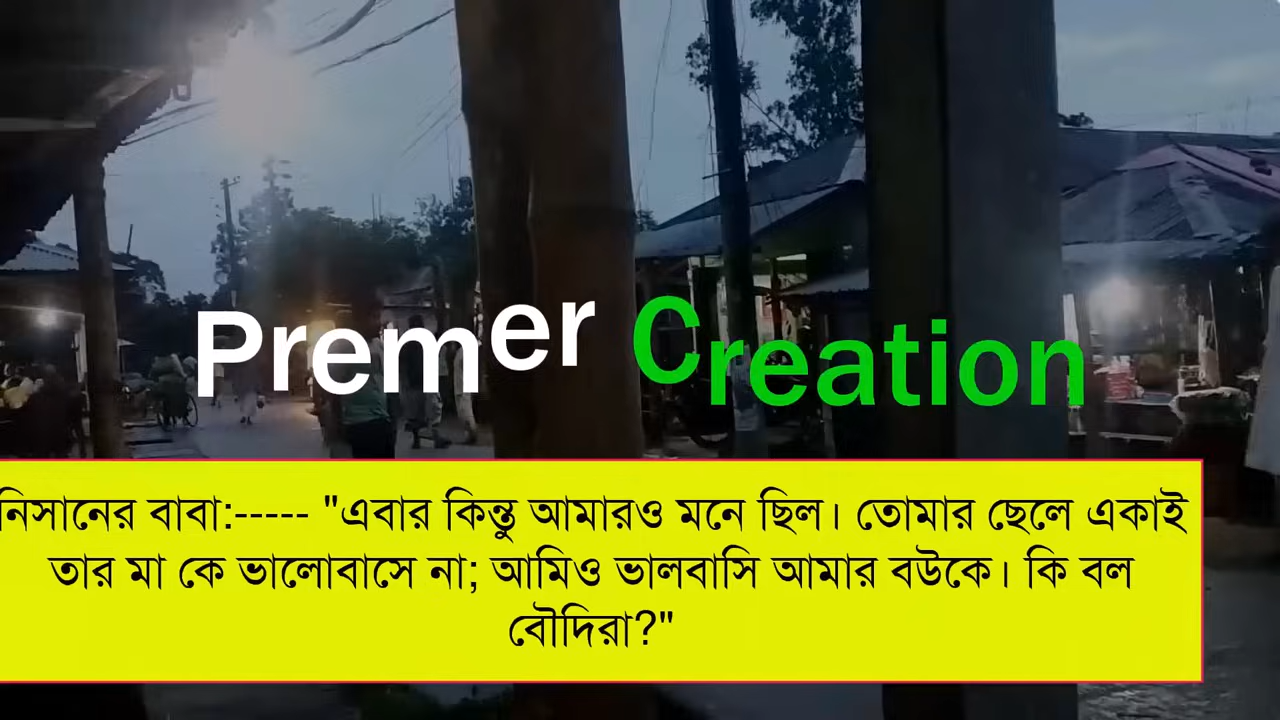 Premer Creation
নিসানের বাবা:----- "এবার কিন্তু আমারও মনে ছিল। তোমার ছেলে একাই
তার মা কে ভালোবাসে না; আমিও ভালবাসি আমার বউকে। কি বল
বৌদিরা?"